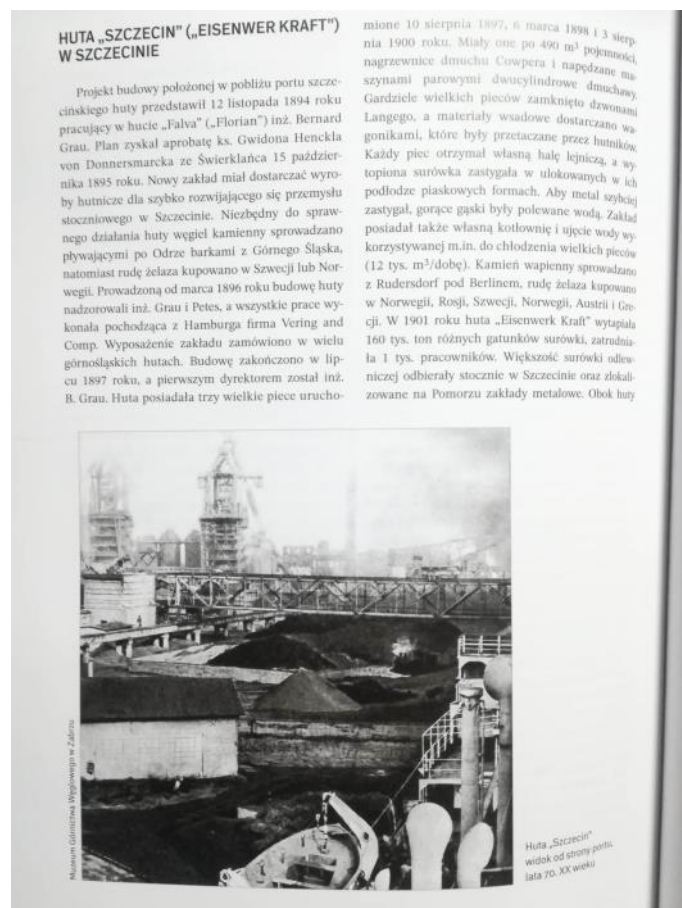 HUTA „SZCZECIN” („EISENWER KRAFT”)
W SZCZECINIE
Projekt budowy położonej w pobliżu portu szcze-
cińskiego huty przedstawił 12 listopada 1894 roku
pracujący w hucie „Falva” („Florian”) inż. Bernard
Grau. Plan zyskał aprobatę ks. Gwidona Henckla
von Donnersmarcka ze Świerklańca 15 paździer-
nika 1895 roku. Nowy zakład miał dostarczać wyro-
by hutnicze dla szybko rozwijającego się przemysłu
stoczniowego w Szczecinie. Niezbędny do spraw-
nego działania huty węgiel kamienny sprowadzano
pływającymi po Odrze barkami z Górnego Śląska,
natomiast rudę żelaza kupowano w Szwecji lub Nor-
wegii. Prowadzoną od marca 1896 roku budowę huty
nadzorowali inż. Grau i Petes, a wszystkie prace wy-
konała pochodząca z Hamburga firma Vering and
Comp. Wyposażenie zakładu zamówiono w wielu
górnośląskich hutach. Budowę zakończono w lip-
cu 1897 roku, a pierwszym dyrektorem został inż.
B. Grau. Huta posiadała trzy wielkie piece urucho-
mione 10 sierpnia 1897, 6 marca 1898 i 3 sierp-
nia 1900 roku. Miały one po 490 m³ pojemności,
nagrzewnice dmuchu Cowpera i napędzane ma-
szynami parowymi dwucylindrowe dmuchawy.
Gardziele wielkich pieców zamknięto dzwonami
Langego, a materiały wsadowe dostarczano wa-
gonikami, które były przetaczane przez hutników.
Każdy piec otrzymał własną halę lejniczą, a wy-
topiona surówka zastygała w ulokowanych w ich
podłodze piaskowych formach. Aby metal szybciej
zastygał, gorące gąski były polewane wodą. Zakład
posiadał także własną kotłownię i ujęcie wody wy-
korzystywanej m.in. do chłodzenia wielkich pieców
(12 tys. m³/dobę). Kamień wapienny sprowadzano
z Rudersdorf pod Berlinem, rudę żelaza kupowano
w Norwegii, Rosji, Szwecji, Norwegii, Austrii i Gre-
cji. W 1901 roku huta „Eisenwerk Kraft” wytapiała
160 tys. ton różnych gatunków surówki, zatrudnia-
ła 1 tys. pracowników. Większość surówki odlew-
niczej odbierały stocznie w Szczecinie oraz zlokali-
zowane na Pomorzu zakłady metalowe. Obok huty
Muzeum Górnictwa Węglowego w Zabrzu
Huta „Szczecin”
widok od strony portu,
lata 70. XX wieku